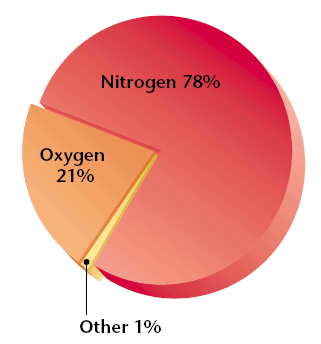 Nitrogen 78%
Oxygen
21%
Other 1%